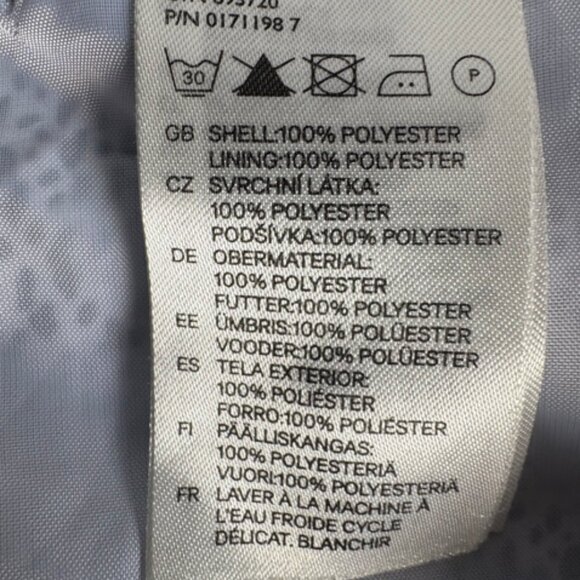 P/N 0171198 7
30
P
GB SHELL:100% POLYESTER
LINING:100% POLYESTER
CZ SVRCHNÍ LÁTKA:
100% POLYESTER
PODŠÍVKA:100% POLYESTER
DE OBERMATERIAL:
100% POLYESTER
FUTTER:100% POLYESTER
EE ÜMBRIS:100% POLÜESTER
VOODER:100% POLÜESTER
ES TELA EXTERIOR:
100% POLIÉSTER
FORRO:100% POLIÉSTER
FI PÄÄLLISKANGAS:
100% POLYESTERIÄ
VUORI:100% POLYESTERIÄ
FR LAVER À LA MACHINE À
L'EAU FROIDE CYCLE
DÉLICAT. BLANCHIR